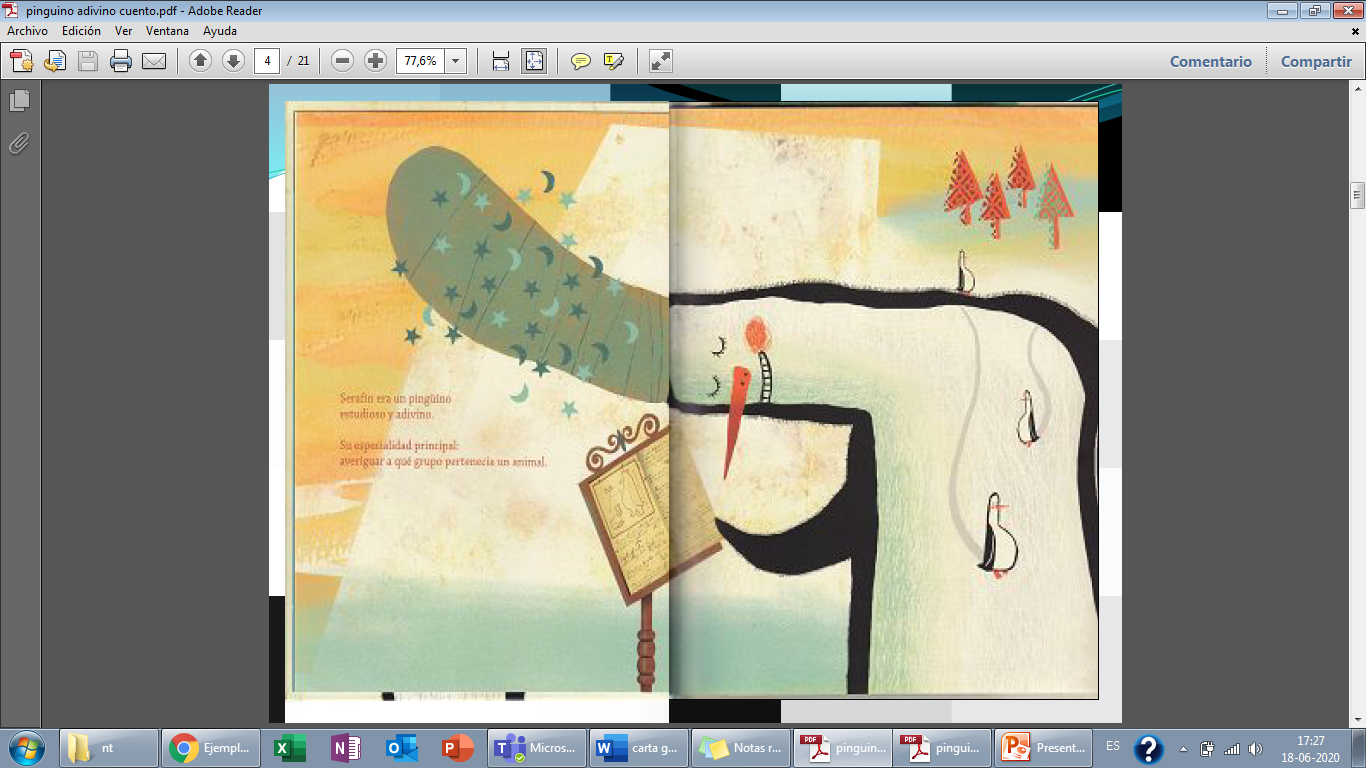 pinguino adivino cuento.pdf - Adobe Reader
Archivo Edición Ver Ventana Ayuda
4 / 21 77,6% Comentario Compartir
Serafín era un pingüino
estudioso y adivino.
Su especialidad principal:
averiguar a qué grupo pertenecía un animal.
nt Ejempl... Micros... carta g... Notas r... pinguin... pingui... Present... ES 17:27
18-06-2020